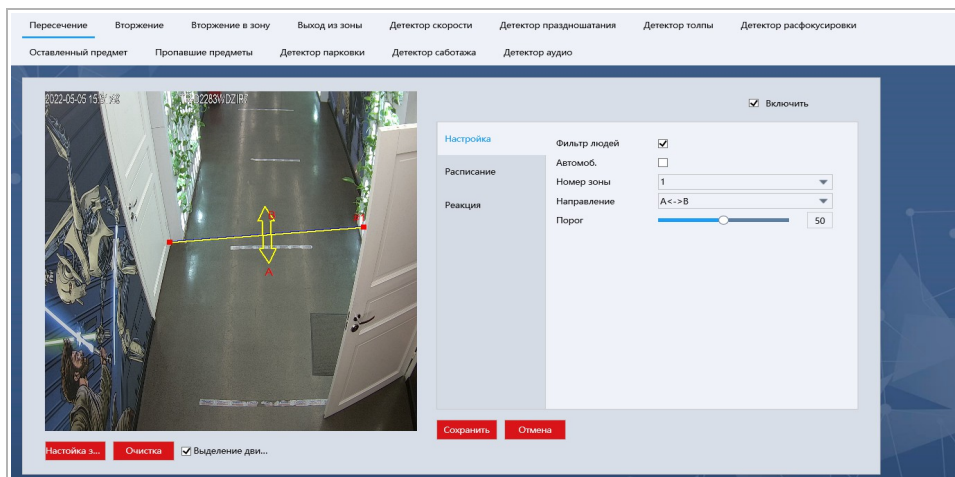 Пересечение Вторжение Вторжение в зону Выход из зоны Детектор скорости Детектор праздношатания Детектор толпы Детектор расфокусировки
Оставленный предмет Пропавшие предметы Детектор парковки Детектор саботажа Детектор аудио
2022-05-05
Включить
Настройка
Расписание
Реакция
Фильтр людей
Автомоб.
Номер зоны 1
Направление A<->B
Порог 50
A
Сохранить Отмена
Настойка з... Очистка Выделение дви...